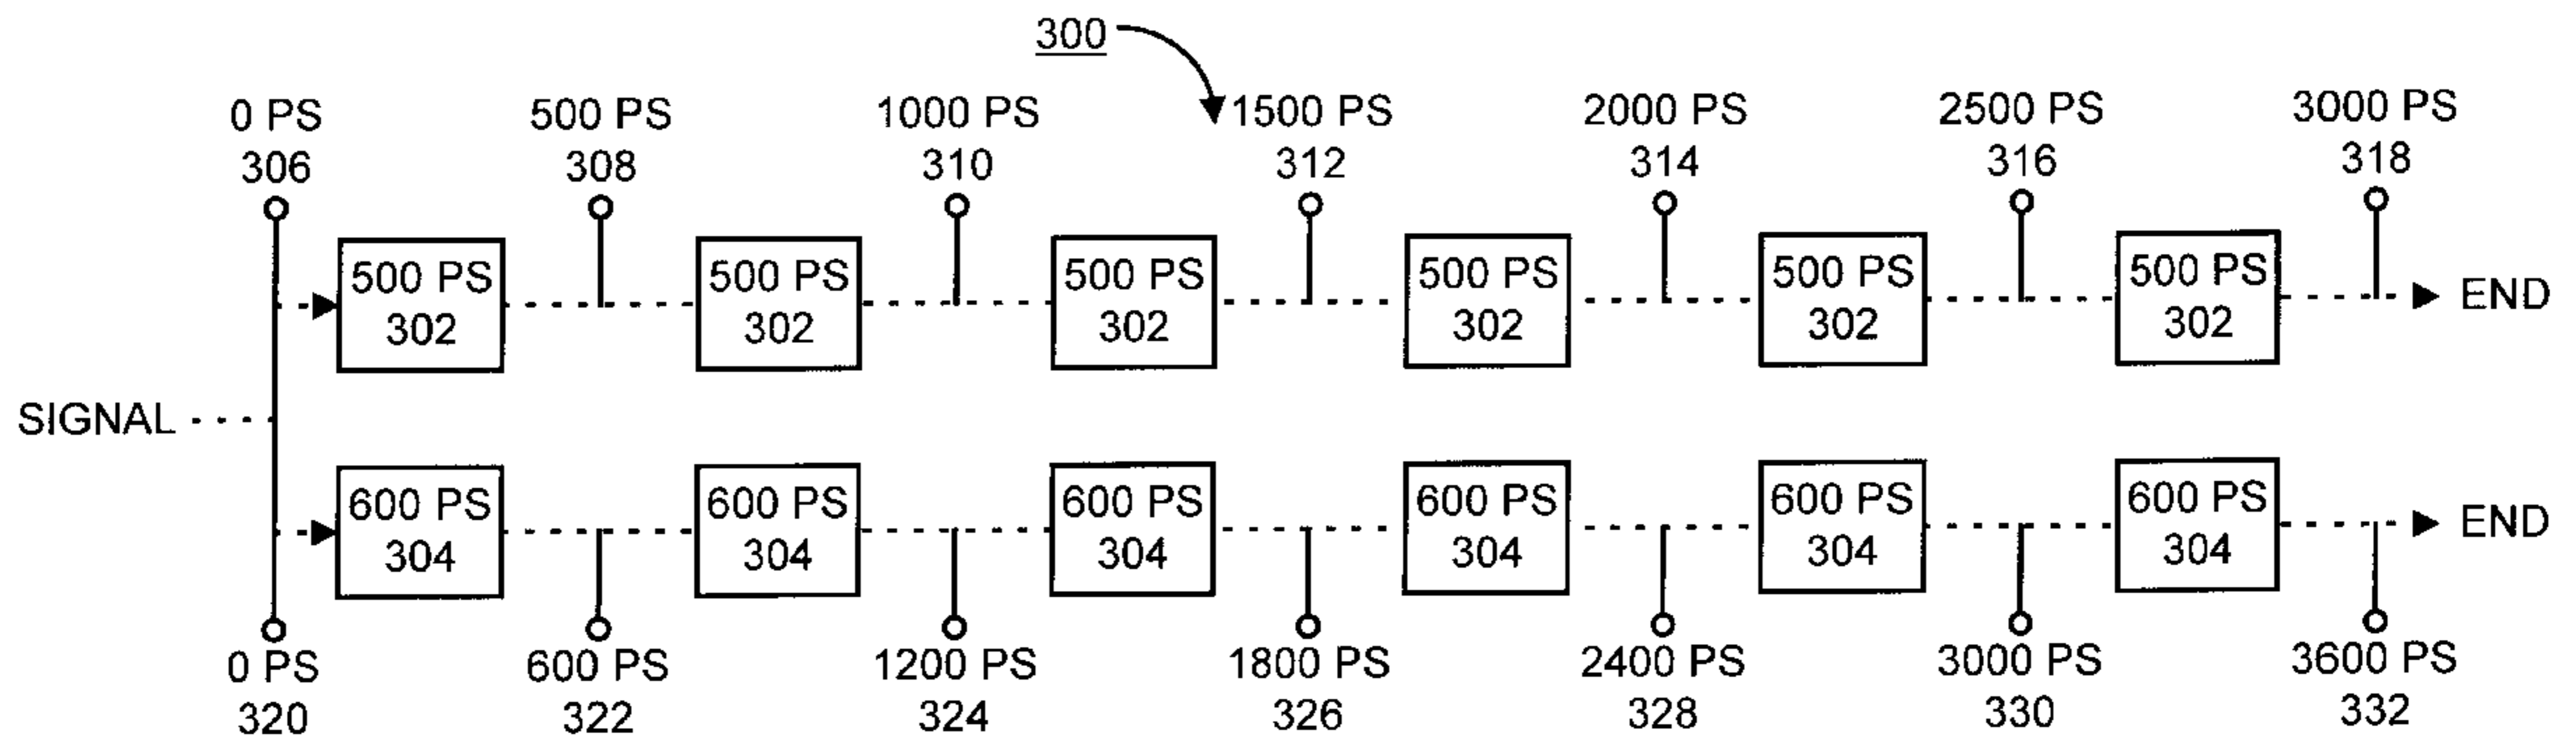 300
0 PS 500 PS 1000 PS 1500 PS 2000 PS 2500 PS 3000 PS
306 308 310 312 314 316 318
500 PS 500 PS 500 PS 500 PS 500 PS 500 PS
302 302 302 302 302 302
END
SIGNAL
600 PS 600 PS 600 PS 600 PS 600 PS 600 PS
304 304 304 304 304 304
END
0 PS 600 PS 1200 PS 1800 PS 2400 PS 3000 PS 3600 PS
320 322 324 326 328 330 332